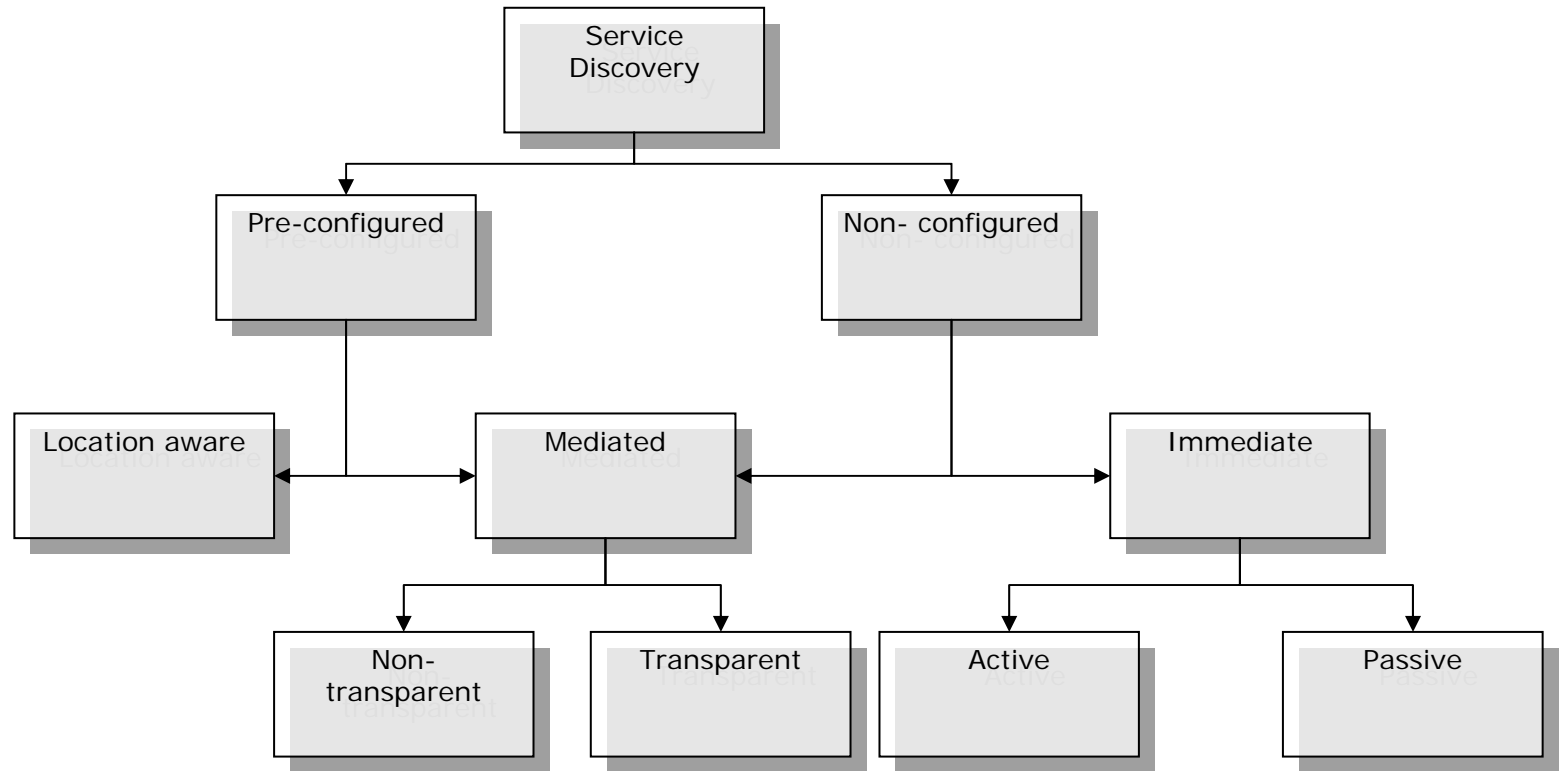 Service
Discovery
Pre-configured
Non- configured
Location aware
Mediated
Immediate
Non-
transparent
Transparent
Active
Passive